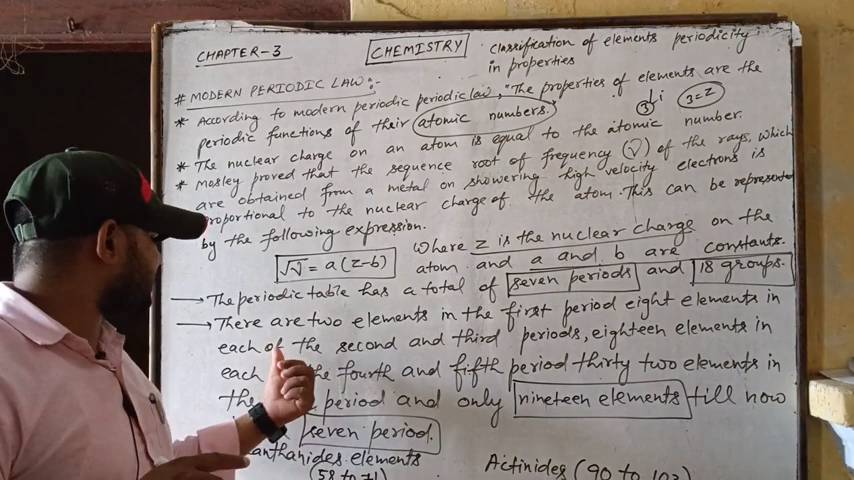 CHAPTER-3
CHEMISTRY
classification of elements periodicity
in properties
# MODERN PERIODIC LAW:-
* According to modern periodic periodic law, "The properties of elements are the
periodic functions of their atomic numbers."
3 Li
3=Z
* The nuclear charge on an atom is equal to the atomic number.
* Mosley proved that the sequence root of frequency (√) of the rays, which
are obtained from a metal on showering high velocity electrons is
proportional to the nuclear charge of the atom. This can be represente
by the following expression.
√√ = a(z-b)
Where z is the nuclear charge on the
atom and a and b are constants.
→ The periodic table has a total of seven periods and 18 groups.
→ There are two elements in the first period eight elements in
each of the second and third periods, eighteen elements in
each the fourth and fifth period thirty two elements in
the period and only nineteen elements till now
seven period.
anthanides elements
(58 to 71)
Actinides (90 to 103)